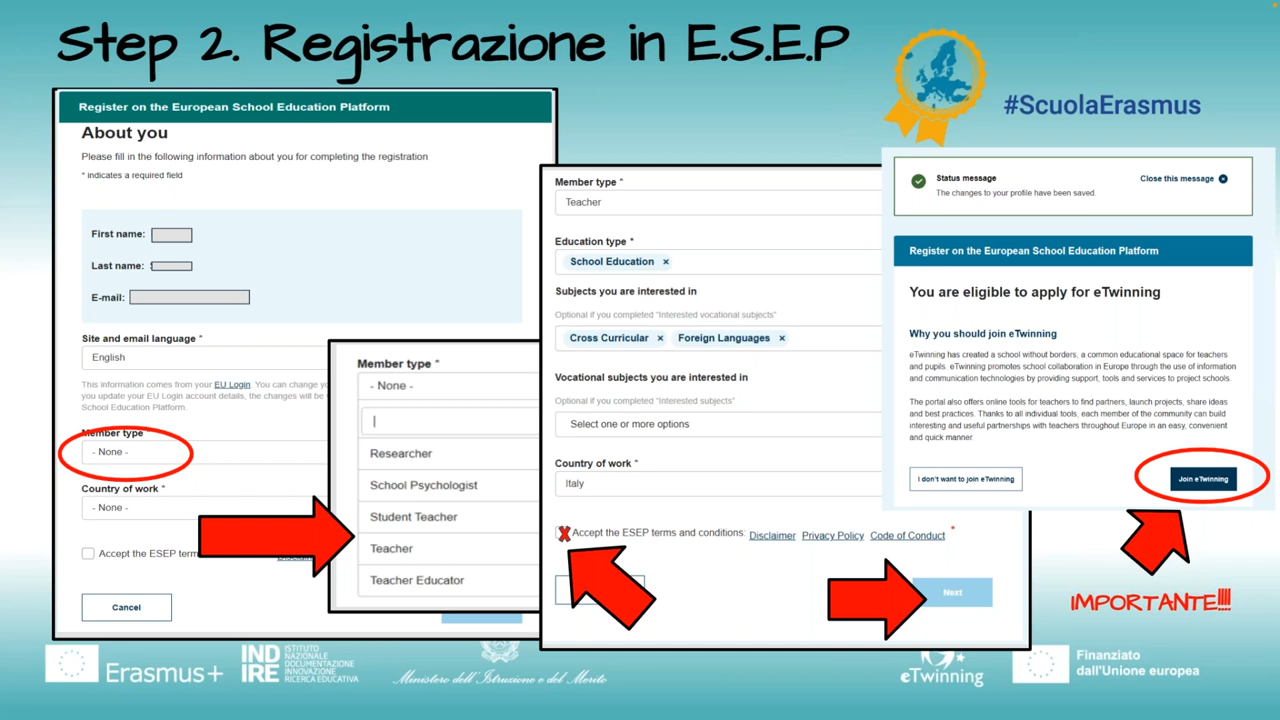 Step 2. Registrazione in E.S.E.P
#ScuolaErasmus
Register on the European School Education Platform
About you
Please fill in the following information about you for completing the registration
* indicates a required field
First name:
Last name:
E-mail:
Site and email language *
English
This information comes from your EU Login. You can change yo
you update your EU Login account details, the changes will be
School Education Platform.
Member type
- None -
Country of work *
- None -
Accept the ESEP term
Cancel
Member type *
- None -
Researcher
School Psychologist
Student Teacher
Teacher
Teacher Educator
Member type *
Teacher
Education type *
School Education ×
Subjects you are interested in
Optional if you completed "Interested vocational subjects"
Cross Curricular × Foreign Languages ×
Vocational subjects you are interested in
Optional if you completed "Interested subjects"
Select one or more options
Country of work *
Italy
Accept the ESEP terms and conditions: Disclaimer Privacy Policy Code of Conduct *
Next
Status message
Close this message
The changes to your profile have been saved.
Register on the European School Education Platform
You are eligible to apply for eTwinning
Why you should join eTwinning
eTwinning has created a school without borders, a common educational space for teachers
and pupils. eTwinning promotes school collaboration in Europe through the use of information
and communication technologies by providing support, tools and services to project schools.
The portal also offers online tools for teachers to find partners, launch projects, share ideas
and best practices. Thanks to all individual tools, each member of the community can build
interesting and useful partnerships with teachers throughout Europe in an easy, convenient
and quick manner
I don't want to join eTwinning
Join eTwinning
IMPORTANTE!!!!
Erasmus+
INDIRE
ISTITUTO
NAZIONALE
DOCUMENTAZIONE
INNOVAZIONE
RICERCA EDUCATIVA
Ministero dell'Istruzione e del Merito
eTwinning
Finanziato
dall'Unione europea